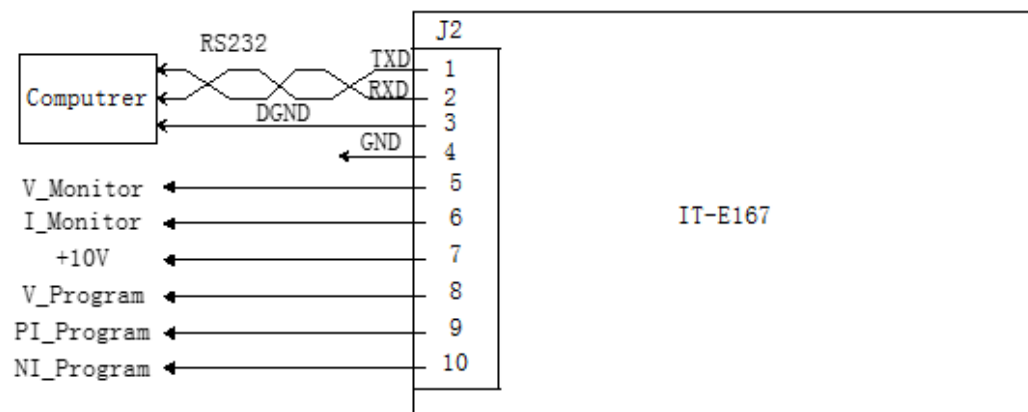 J2
RS232
TXD
1
Computrer
RXD
2
DGND
3
GND
4
V_Monitor
5
I_Monitor
6
IT-E167
+10V
7
V_Program
8
PI_Program
9
NI_Program
10